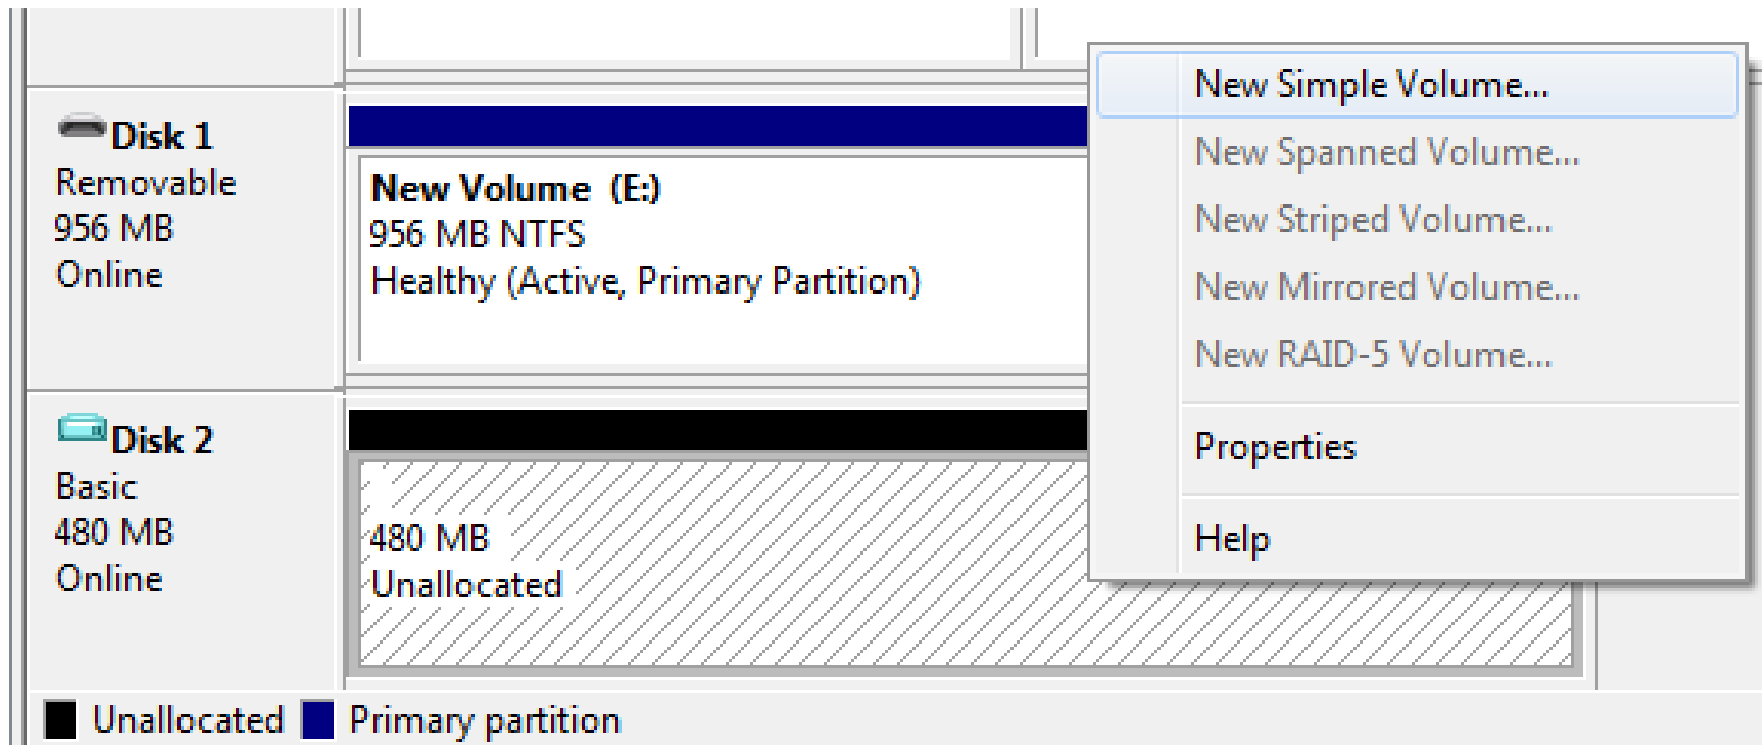 Disk 1
Removable
956 MB
Online
New Volume (E:)
956 MB NTFS
Healthy (Active, Primary Partition)
Disk 2
Basic
480 MB
Online
480 MB
Unallocated
New Simple Volume...
New Spanned Volume...
New Striped Volume...
New Mirrored Volume...
New RAID-5 Volume...
Properties
Help
Unallocated Primary partition